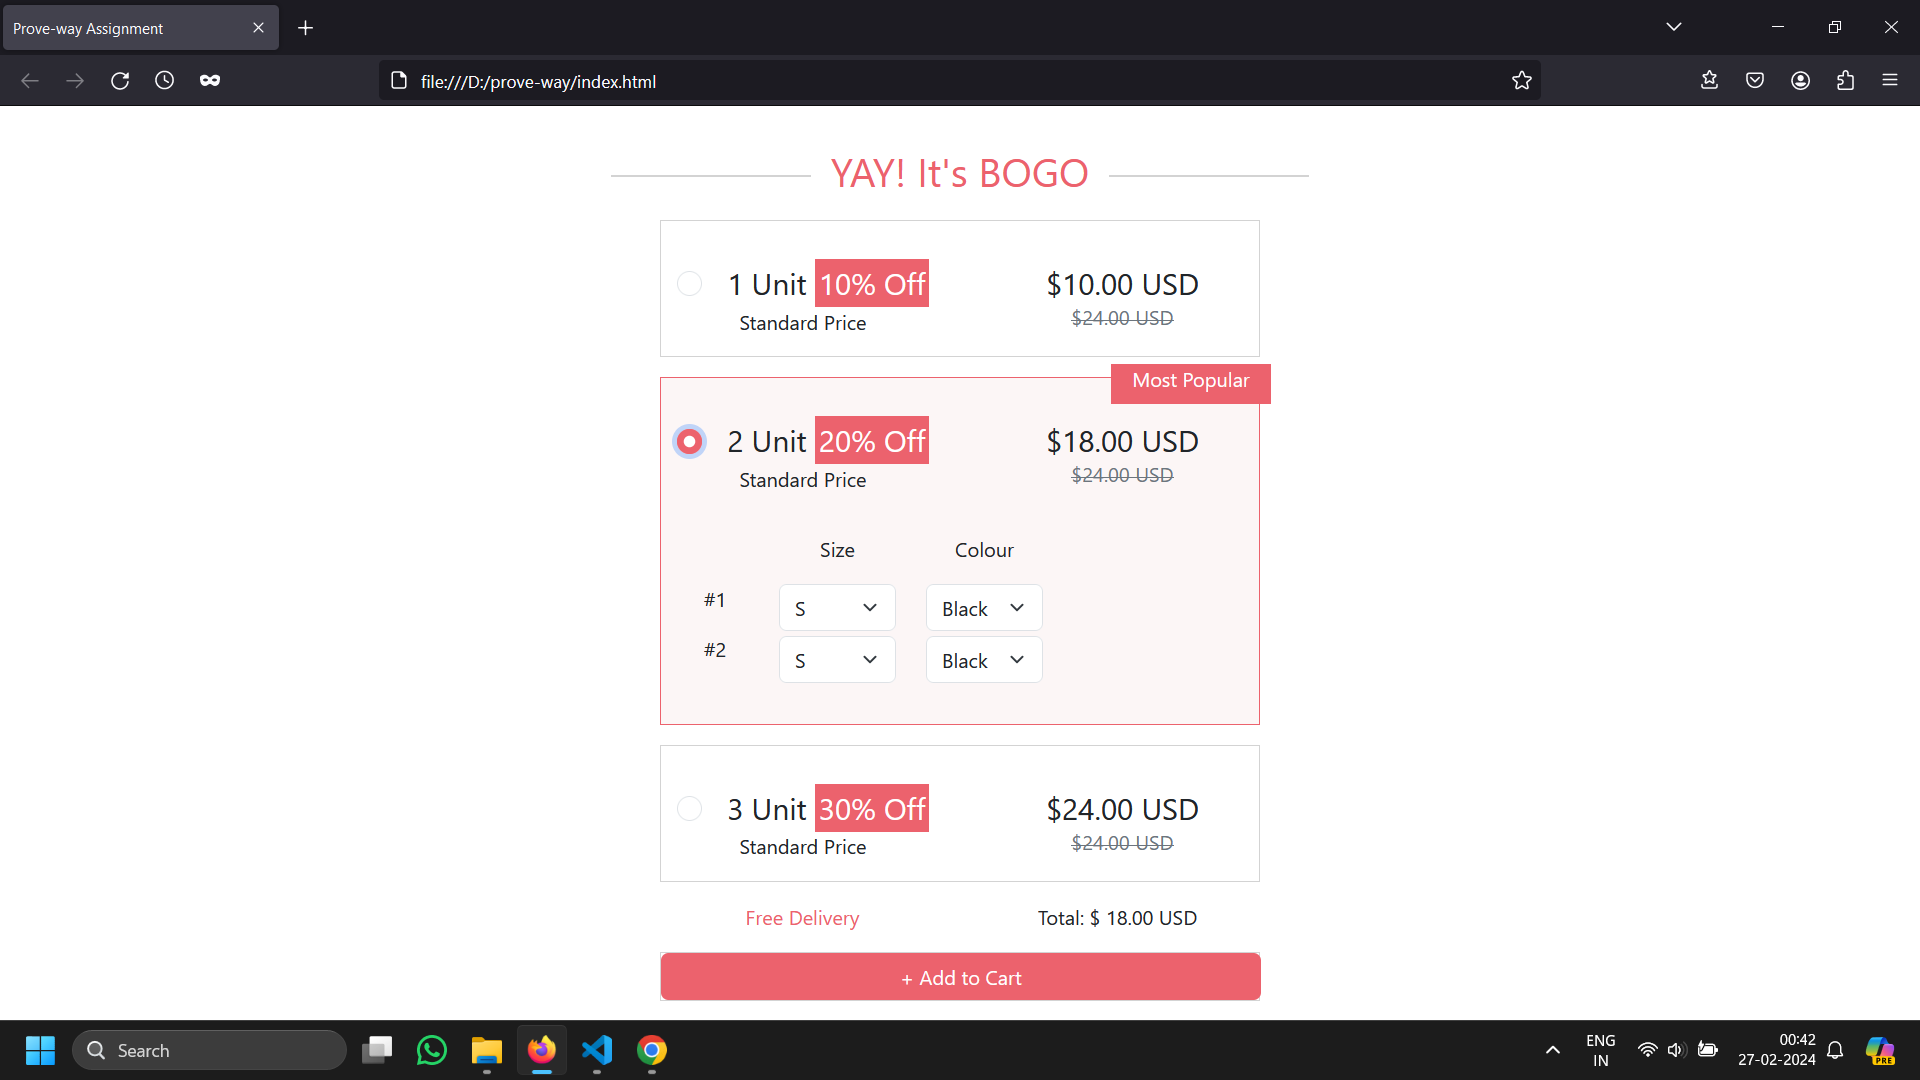 Prove-way Assignment
file:///D:/prove-way/index.html
YAY! It's BOGO
1 Unit 10% Off $10.00 USD
Standard Price $24.00 USD
Most Popular
2 Unit 20% Off $18.00 USD
Standard Price $24.00 USD
Size Colour
#1 S Black
#2 S Black
3 Unit 30% Off $24.00 USD
Standard Price $24.00 USD
Free Delivery Total: $ 18.00 USD
+ Add to Cart
Search
ENG
IN
00:42
27-02-2024
PRE